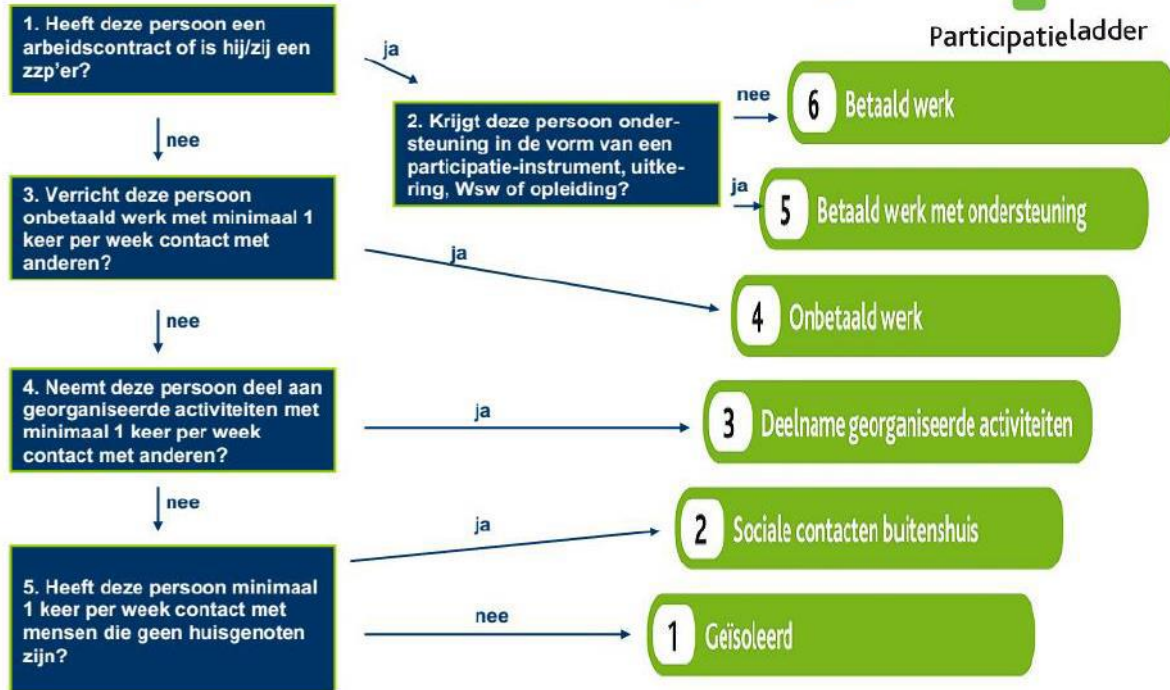 Participatieladder
1. Heeft deze persoon een
arbeidscontract of is hij/zij een
zzp'er?
ja
nee
2. Krijgt deze persoon onder-
steuning in de vorm van een
participatie-instrument, uitke-
ring, Wsw of opleiding?
nee
6 Betaald werk
ja
5 Betaald werk met ondersteuning
3. Verricht deze persoon
onbetaald werk met minimaal 1
keer per week contact met
anderen?
ja
4 Onbetaald werk
nee
4. Neemt deze persoon deel aan
georganiseerde activiteiten met
minimaal 1 keer per week
contact met anderen?
ja
3 Deelname georganiseerde activiteiten
nee
5. Heeft deze persoon minimaal
1 keer per week contact met
mensen die geen huisgenoten
zijn?
ja
2 Sociale contacten buitenshuis
nee
1 Geïsoleerd